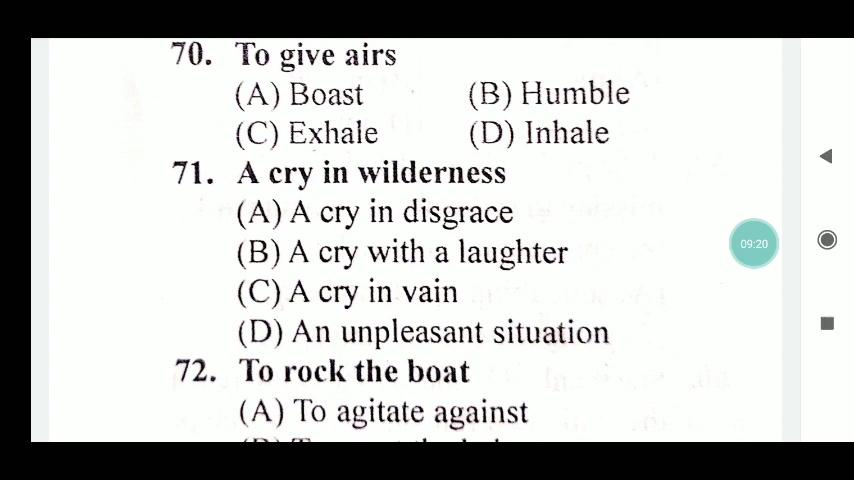 70. To give airs
(A) Boast (B) Humble
(C) Exhale (D) Inhale
71. A cry in wilderness
(A) A cry in disgrace
(B) A cry with a laughter
(C) A cry in vain
(D) An unpleasant situation
09:20
72. To rock the boat
(A) To agitate against